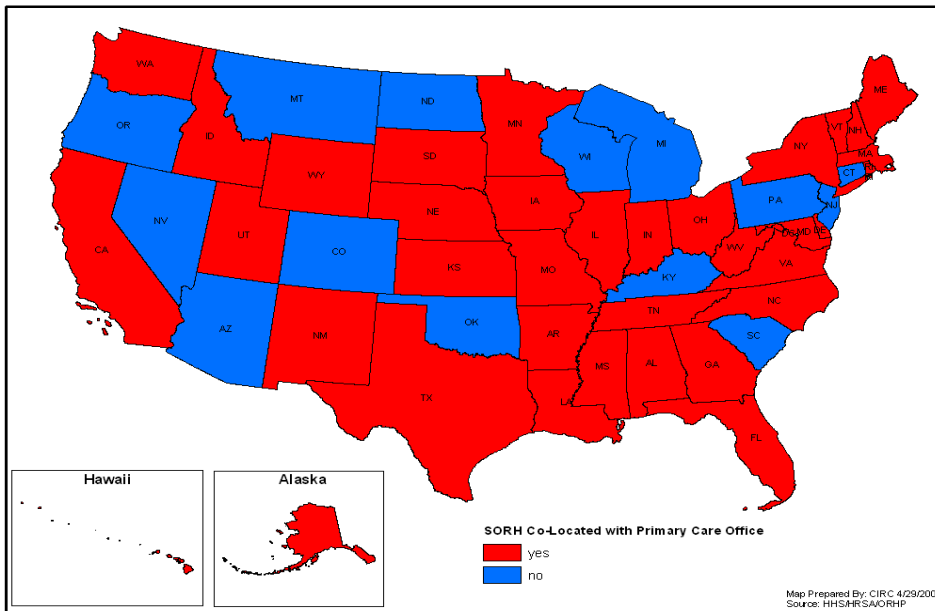 WA
ME
MT
ND
VT
NH
MN
OR
ID
NY
MA
SD
WI
MI
CT
WY
PA
IA
NJ
NE
OH
NV
IL
IN
MD
DE
UT
WV
CO
CA
VA
KS
MO
KY
NC
TN
OK
AZ
NM
AR
SC
MS
AL
GA
TX
LA
FL
Hawaii
Alaska
SORH Co-Located with Primary Care Office
yes
no
Map Prepared By: CIRC 4/29/200
Source: HHS/HRSA/ORHP